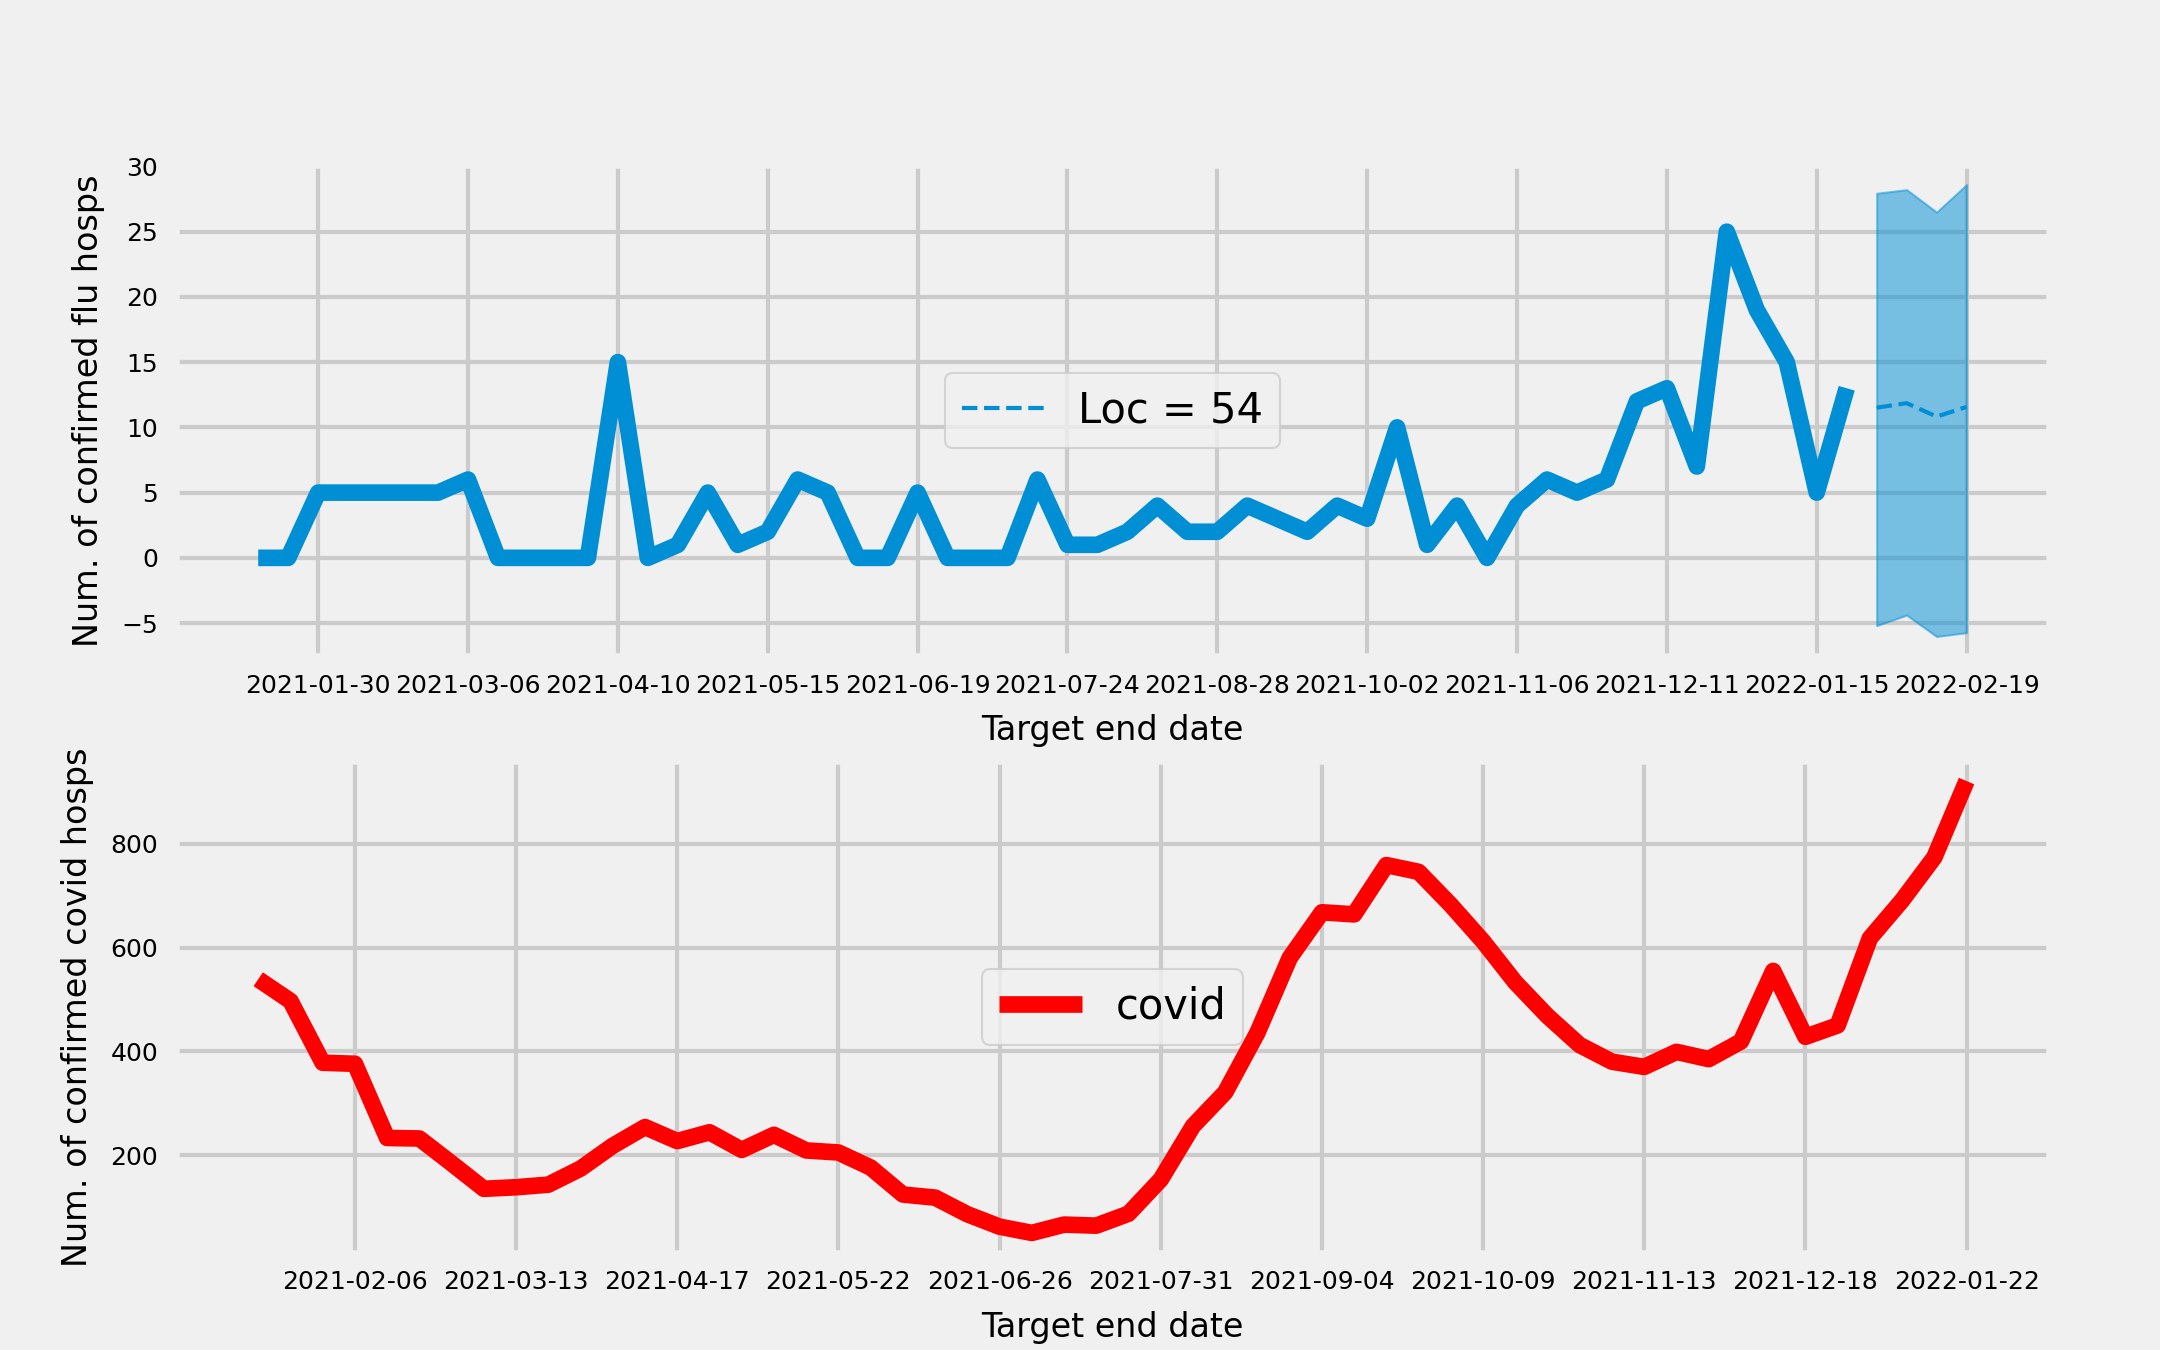 Num. of confirmed flu hosps
30
25
20
15
10
5
0
−5
Loc = 54
2021-01-30 2021-03-06 2021-04-10 2021-05-15 2021-06-19 2021-07-24 2021-08-28 2021-10-02 2021-11-06 2021-12-11 2022-01-15 2022-02-19
Target end date
Num. of confirmed covid hosps
800
600
400
200
covid
2021-02-06 2021-03-13 2021-04-17 2021-05-22 2021-06-26 2021-07-31 2021-09-04 2021-10-09 2021-11-13 2021-12-18 2022-01-22
Target end date